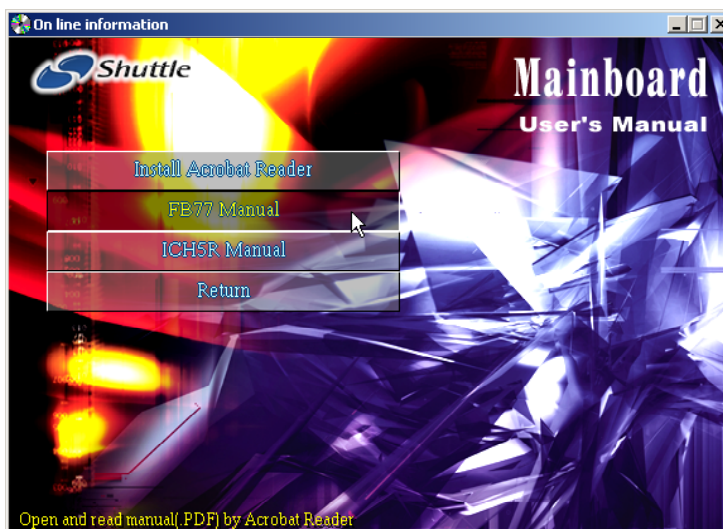 On line information
Shuttle
Mainboard
User's Manual
Install Acrobat Reader
FB77 Manual
ICH5R Manual
Return
Open and read manual(.PDF) by Acrobat Reader